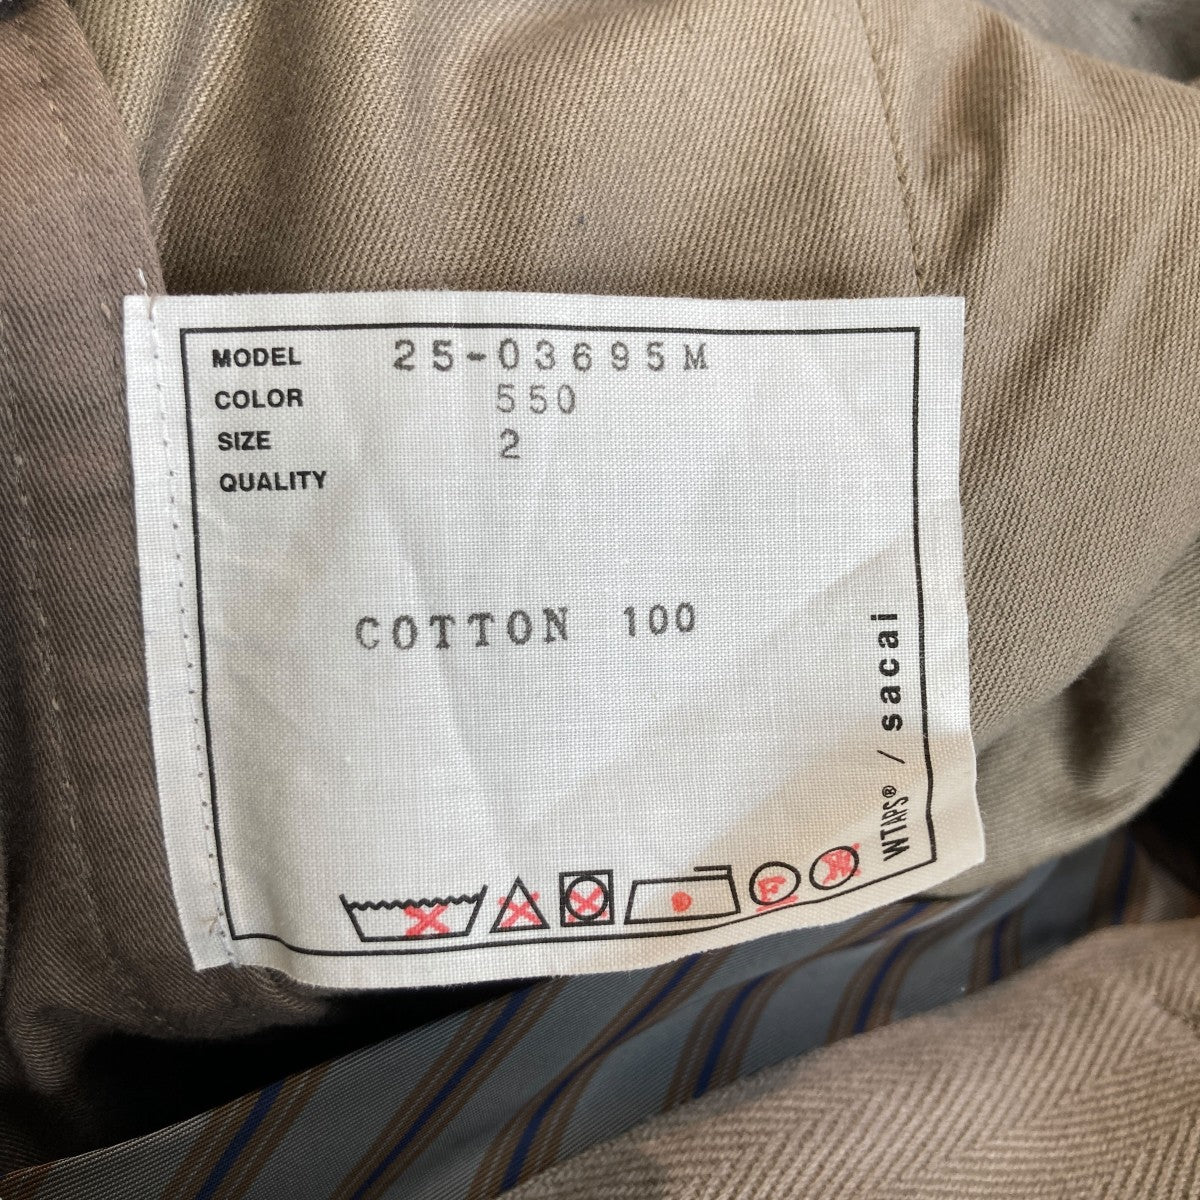 MODEL 25-03695M
COLOR 550
SIZE 2
QUALITY
COTTON 100
WTAPS® / sacai
F